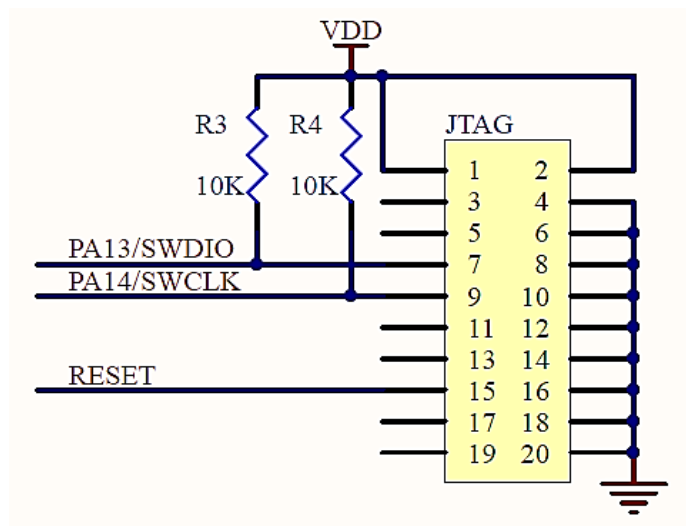 VDD
R3 R4 JTAG
10K 10K 1 2
3 4
PA13/SWDIO 5 6
7 8
PA14/SWCLK 9 10
11 12
13 14
RESET 15 16
17 18
19 20